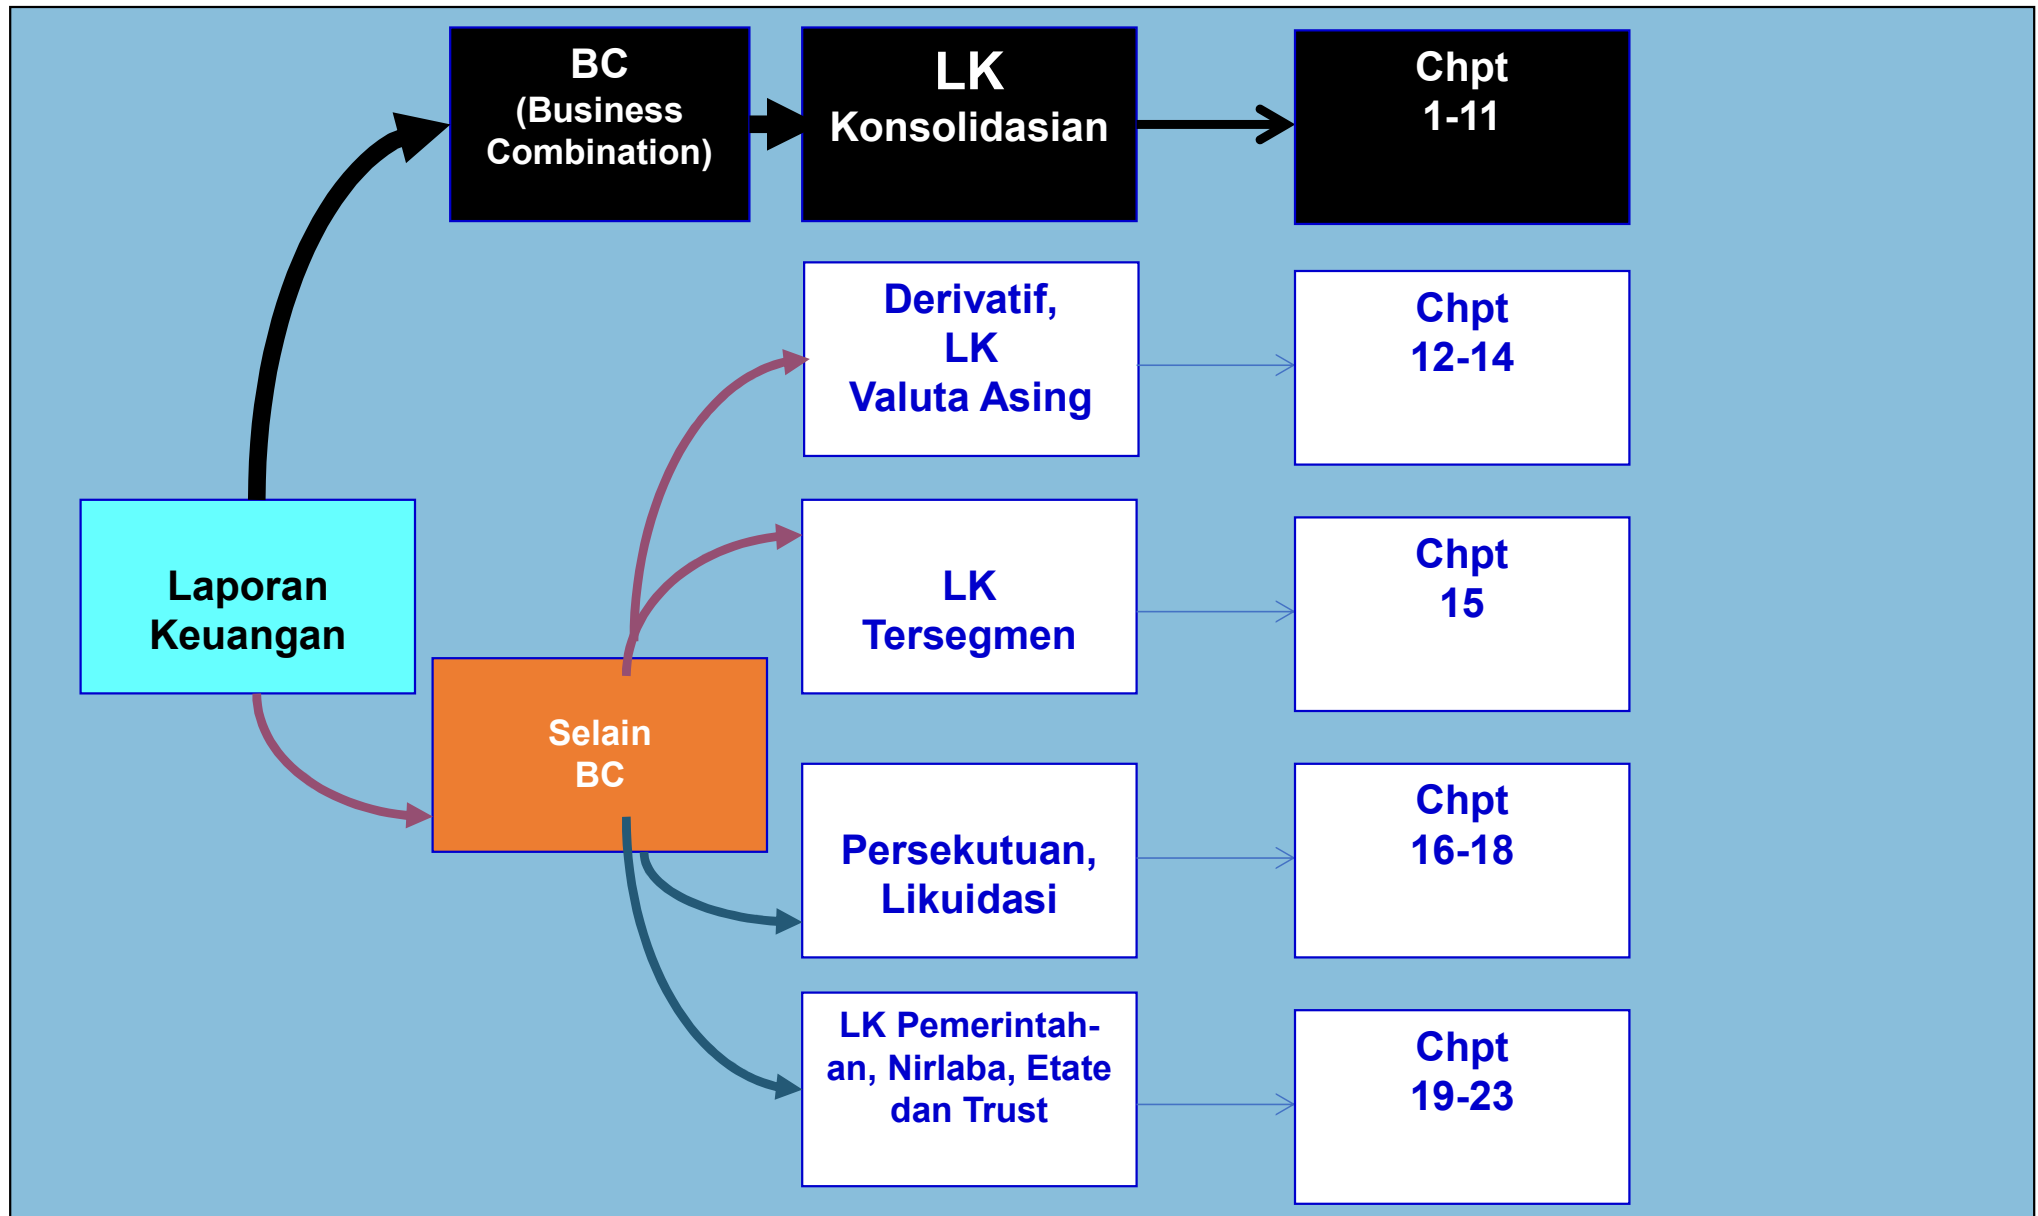 BC
(Business
Combination)
LK
Konsolidasian
Chpt
1-11
Derivatif,
LK
Valuta Asing
Chpt
12-14
Laporan
Keuangan
LK
Tersegmen
Chpt
15
Selain
BC
Persekutuan,
Likuidasi
Chpt
16-18
LK Pemerintah-
an, Nirlaba, Etate
dan Trust
Chpt
19-23